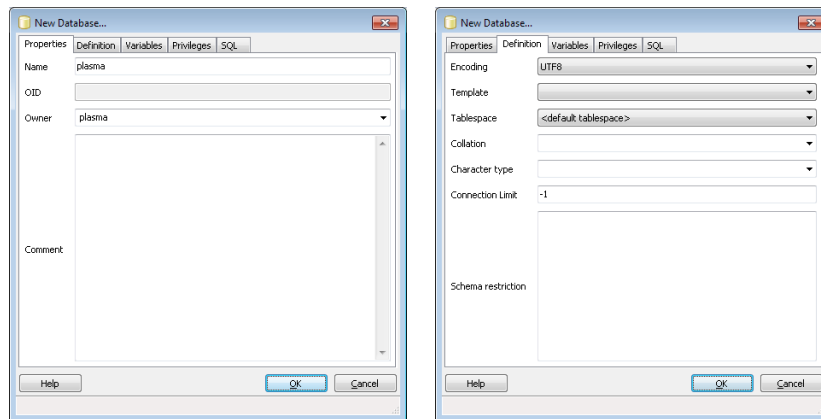 New Database...
Properties Definition Variables Privileges SQL
Name plasma
OID
Owner plasma
Comment
Help OK Cancel
New Database...
Properties Definition Variables Privileges SQL
Encoding UTF8
Template
Tablespace <default tablespace>
Collation
Character type
Connection Limit -1
Schema restriction
Help OK Cancel